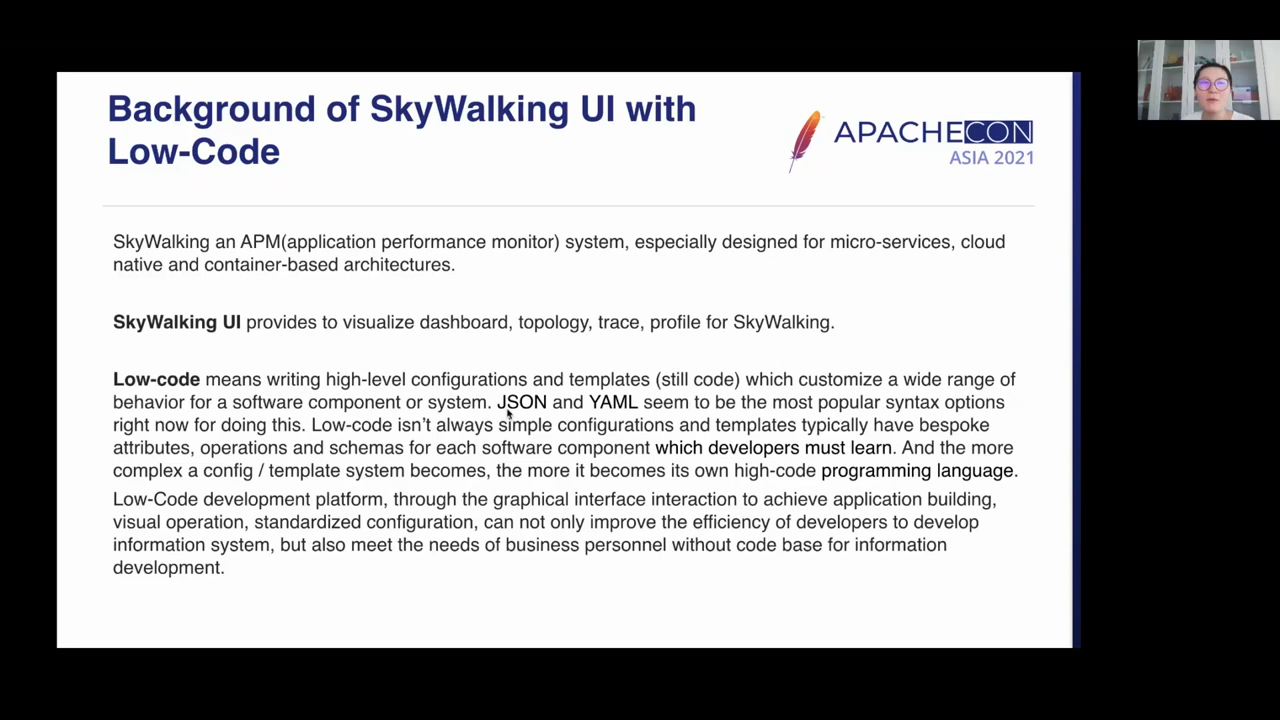 Background of SkyWalking UI with
Low-Code
APACHECON
ASIA 2021
SkyWalking an APM(application performance monitor) system, especially designed for micro-services, cloud
native and container-based architectures.
SkyWalking UI provides to visualize dashboard, topology, trace, profile for SkyWalking.
Low-code means writing high-level configurations and templates (still code) which customize a wide range of
behavior for a software component or system. JSON and YAML seem to be the most popular syntax options
right now for doing this. Low-code isn’t always simple configurations and templates typically have bespoke
attributes, operations and schemas for each software component which developers must learn. And the more
complex a config / template system becomes, the more it becomes its own high-code programming language.
Low-Code development platform, through the graphical interface interaction to achieve application building,
visual operation, standardized configuration, can not only improve the efficiency of developers to develop
information system, but also meet the needs of business personnel without code base for information
development.